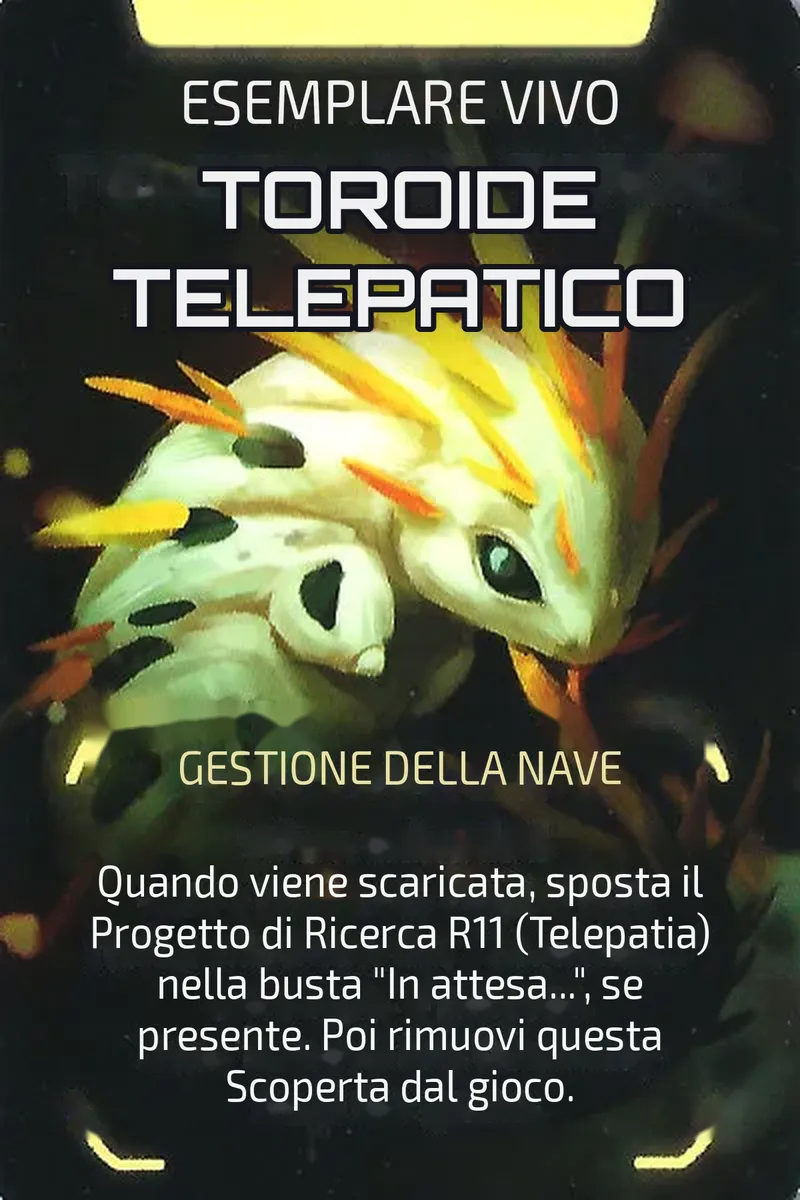 ESEMPLARE VIVO
TOROIDE
TELEPATICO
GESTIONE DELLA NAVE
Quando viene scaricata, sposta il
Progetto di Ricerca R11 (Telepatia)
nella busta "In attesa...", se
presente. Poi rimuovi questa
Scoperta dal gioco.